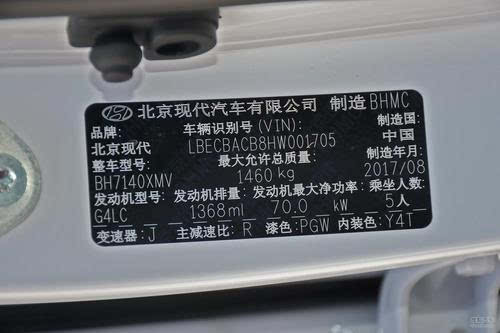 北京现代汽车有限公司 制造 BHMC
品牌: 车辆识别号 (VIN): 制造国:
北京现代 LBECBACB8HW001705 中国
整车型号: 最大允许总质量: 制造年月:
BH7140XMV 1460 kg 2017/08
发动机型号: 发动机排量: 发动机最大净功率: 乘坐人数:
G4LC 1368ml 70.0 kW 5人
变速器: J 主减速比: R 漆色: PGW 内装色: Y4T